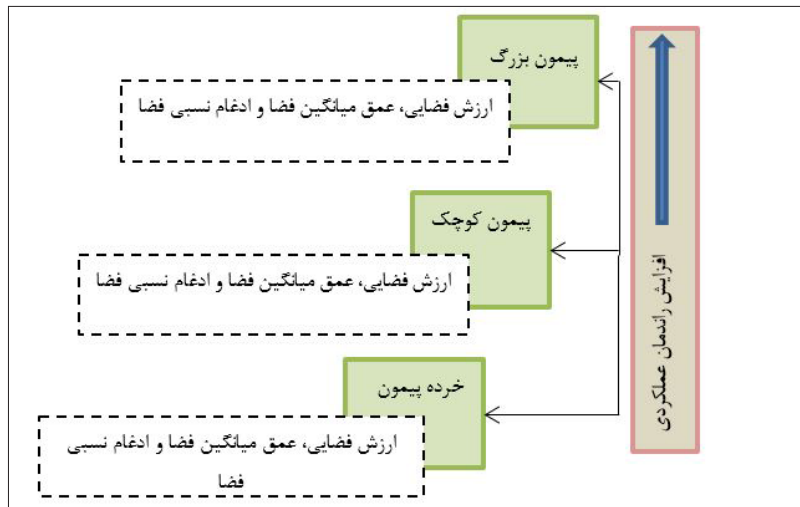 پیمون بزرگ
ارزش فضایی، عمق میانگین فضا و ادغام نسبی فضا
پیمون کوچک
ارزش فضایی، عمق میانگین فضا و ادغام نسبی فضا
خرده پیمون
ارزش فضایی، عمق میانگین فضا و ادغام نسبی
فضا
افزایش راندمان عملکردی